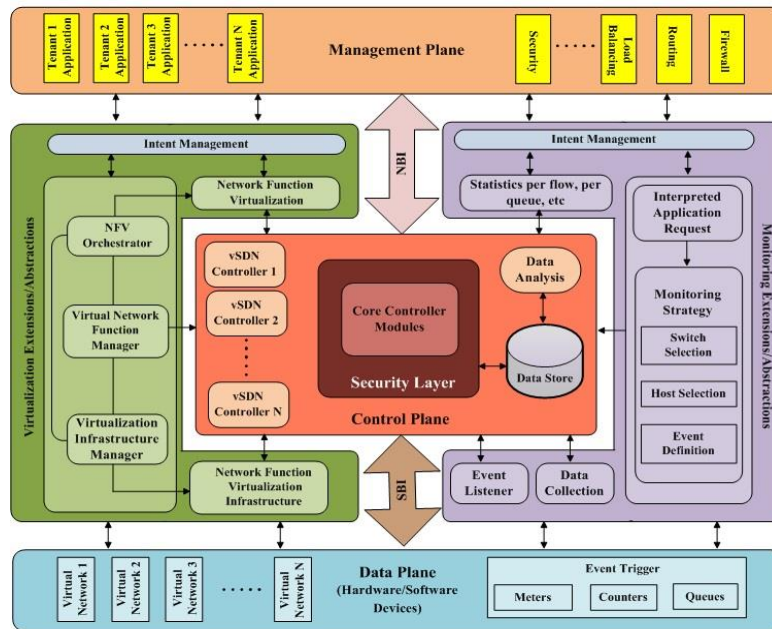 Tenant 1
Application
Tenant 2
Application
Tenant 3
Application
Tenant N
Application
Management Plane
Security
Load
Balancing
Routing
Firewall
Intent Management
NBI
Intent Management
Virtualization Extensions/Abstractions
Network Function
Virtualization
NFV
Orchestrator
Virtual Network
Function
Manager
Virtualization
Infrastructure
Manager
Network Function
Virtualization
Infrastructure
vSDN
Controller 1
vSDN
Controller 2
vSDN
Controller N
Core Controller
Modules
Security Layer
Control Plane
Data
Analysis
Data Store
Statistics per flow, per
queue, etc
Interpreted
Application
Request
Monitoring
Strategy
Switch
Selection
Host Selection
Event
Definition
Monitoring Extensions/Abstractions
Event
Listener
Data
Collection
SBI
Virtual
Network 1
Virtual
Network 2
Virtual
Network 3
Virtual
Network N
Data Plane
(Hardware/Software
Devices)
Event Trigger
Meters
Counters
Queues